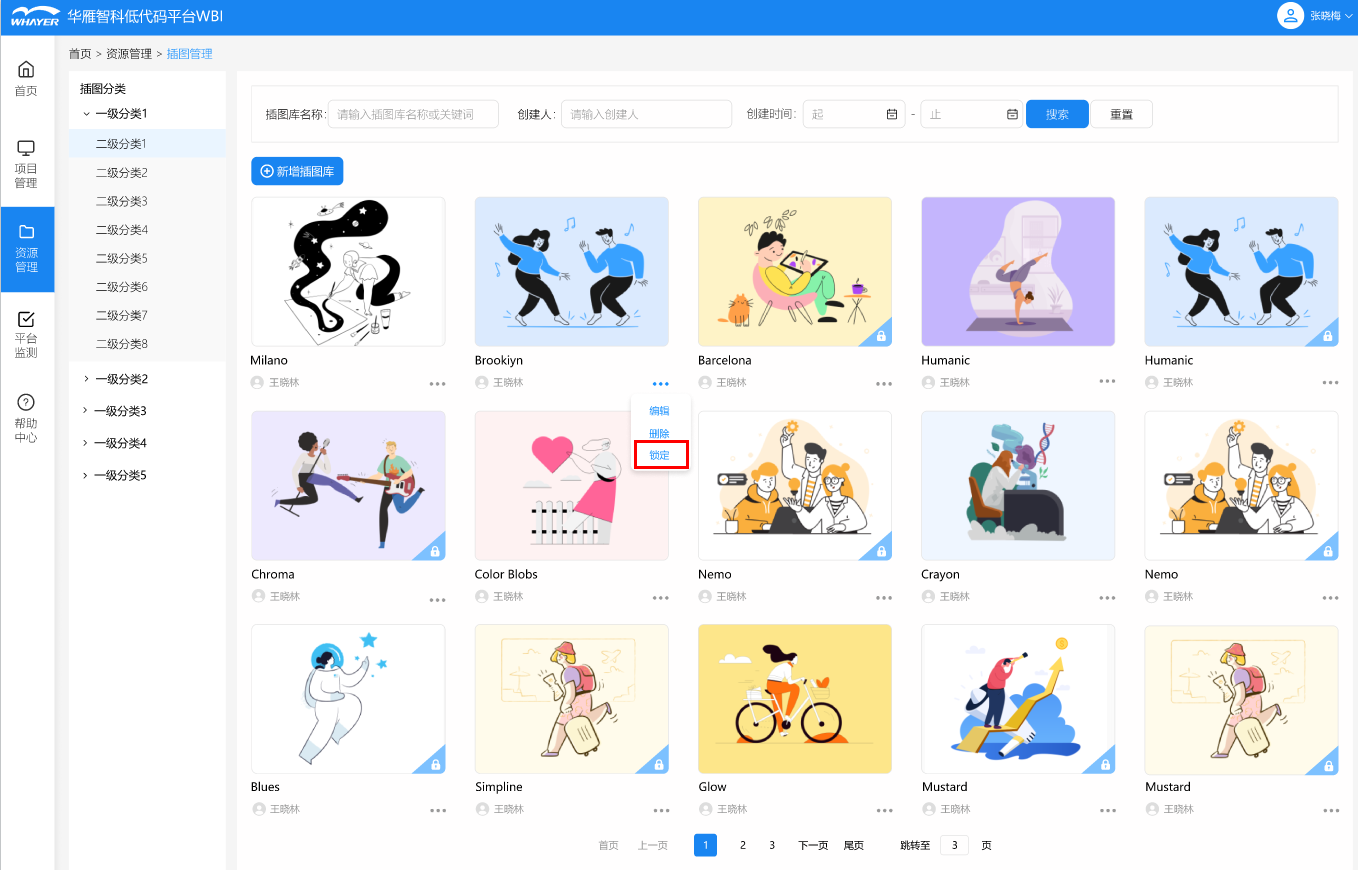 WHAYER 华雁智科低代码平台WBI
张晓梅
首页 > 资源管理 > 插图管理
首页
项目
管理
资源
管理
平台
监测
帮助
中心
插图分类
一级分类1
二级分类1
二级分类2
二级分类3
二级分类4
二级分类5
二级分类6
二级分类7
二级分类8
一级分类2
一级分类3
一级分类4
一级分类5
插图库名称: 请输入插图库名称或关键词 创建人: 请输入创建人 创建时间: 起 - 止 搜索 重置
新增插图库
Milano Brookiyn Barcelona Humanic Humanic
王晓林 王晓林 王晓林 王晓林 王晓林
编辑
删除
锁定
Chroma Color Blobs Nemo Crayon Nemo
王晓林 王晓林 王晓林 王晓林 王晓林
Blues Simpline Glow Mustard Mustard
王晓林 王晓林 王晓林 王晓林 王晓林
首页 上一页 1 2 3 下一页 尾页 跳转至 3 页